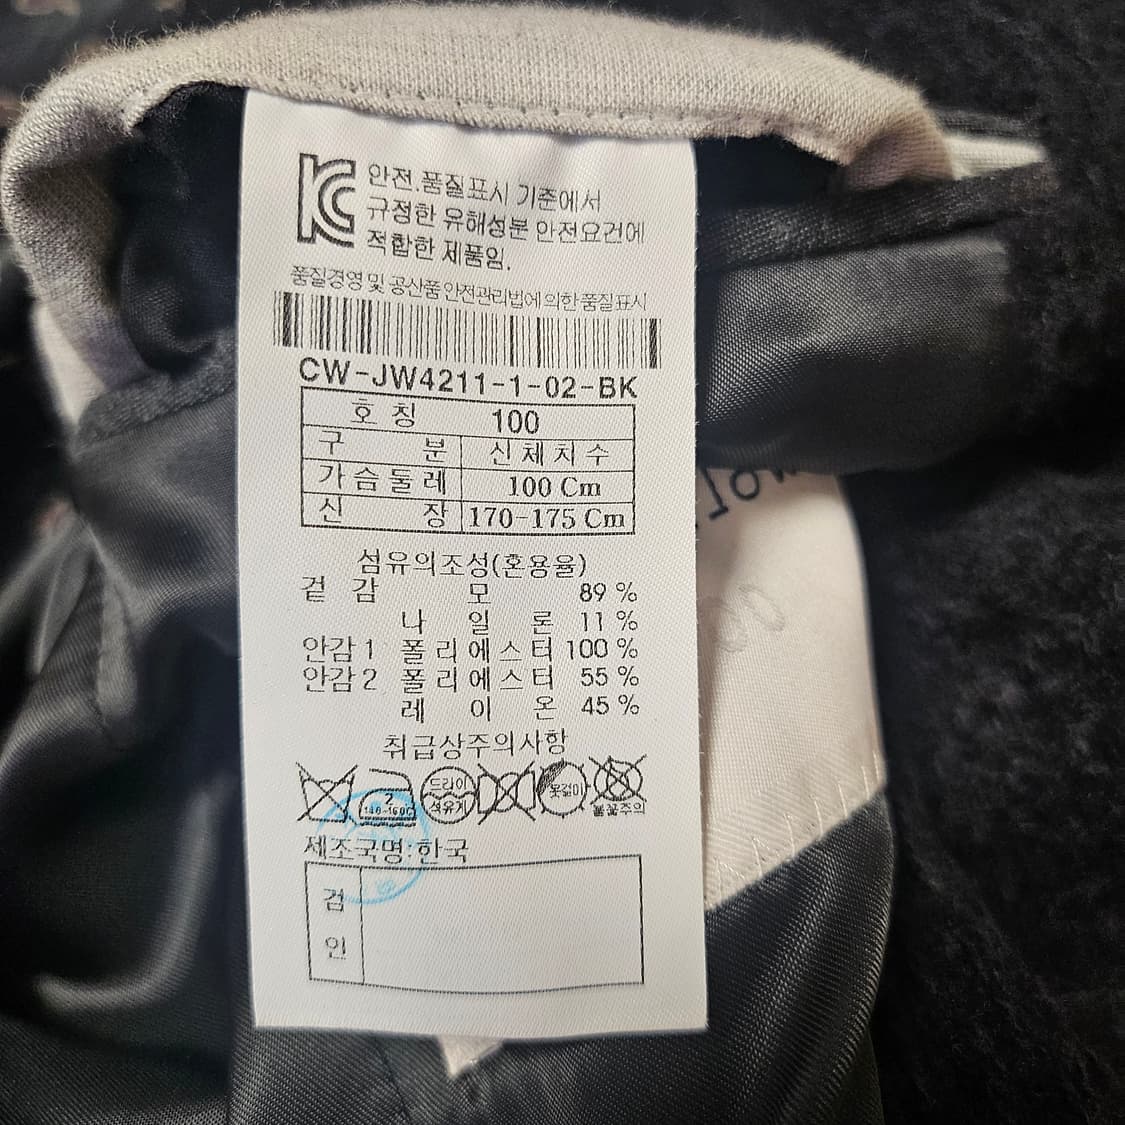 KC 안전.품질표시 기준에서
규정한 유해성분 안전요건에
적합한 제품임.
품질경영 및 공산품 안전관리법에 의한 품질표시
CW-JW4211-1-02-BK
호칭 100
구분 신체치수
가슴둘레 100 Cm
신장 170-175 Cm
섬유의조성(혼용율)
겉감 모 89 %
나일론 11 %
안감1 폴리에스터 100 %
안감2 폴리에스터 55 %
레이온 45 %
취급상주의사항
2
140-160℃
드라이
석유계
옷걸이
불꽃주의
제조국명:한국
검
인